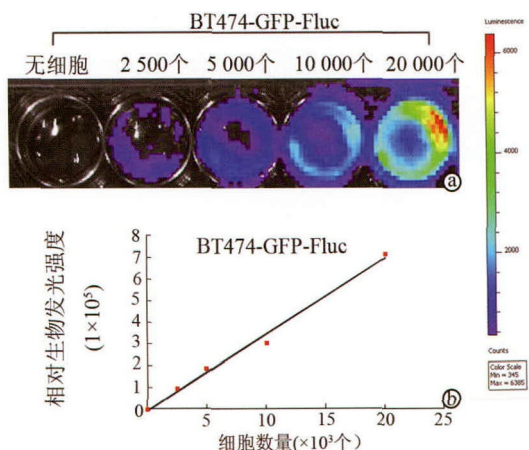 BT474-GFP-Fluc
无细胞 2 500个 5 000个 10 000个 20 000个
Luminescence
6000
4000
2000
Counts
Color Scale
Min = 345
Max = 6385
a
BT474-GFP-Fluc
相对生物发光强度
(1×10⁵)
8
7
6
5
4
3
2
1
0
5 10 15 20 25
细胞数量(×10³个)
b